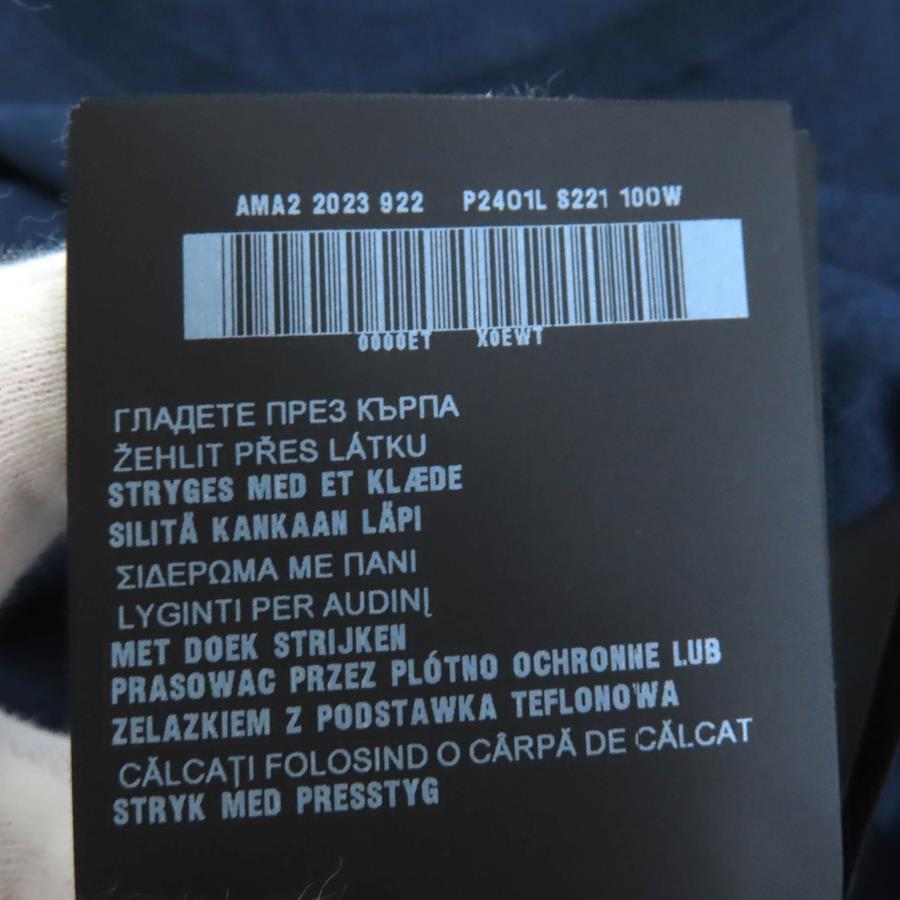 AMA2 2023 922 P2401L S221 100W
0000ET X0EWT
ГЛАДЕТЕ ПРЕЗ КЪРПА
ŽEHLIT PŘES LÁTKU
STRYGES MED ET KLÆDE
SILITÄ KANKAAN LÄPI
ΣΙΔΕΡΩΜΑ ΜΕ ΠΑΝΙ
LYGINTI PER AUDINĮ
MET DOEK STRIJKEN
PRASOWAC PRZEZ PLÓTNO OCHRONNE LUB
ZELAZKIEM Z PODSTAWKA TEFLONOWA
CĂLCAȚI FOLOSIND O CÂRPĂ DE CĂLCAT
STRYK MED PRESSTYG